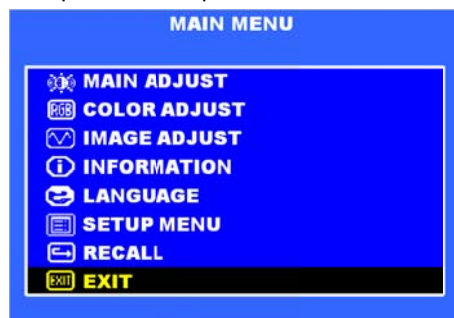 MAIN MENU
MAIN ADJUST
RGB COLOR ADJUST
IMAGE ADJUST
INFORMATION
LANGUAGE
SETUP MENU
RECALL
EXIT EXIT